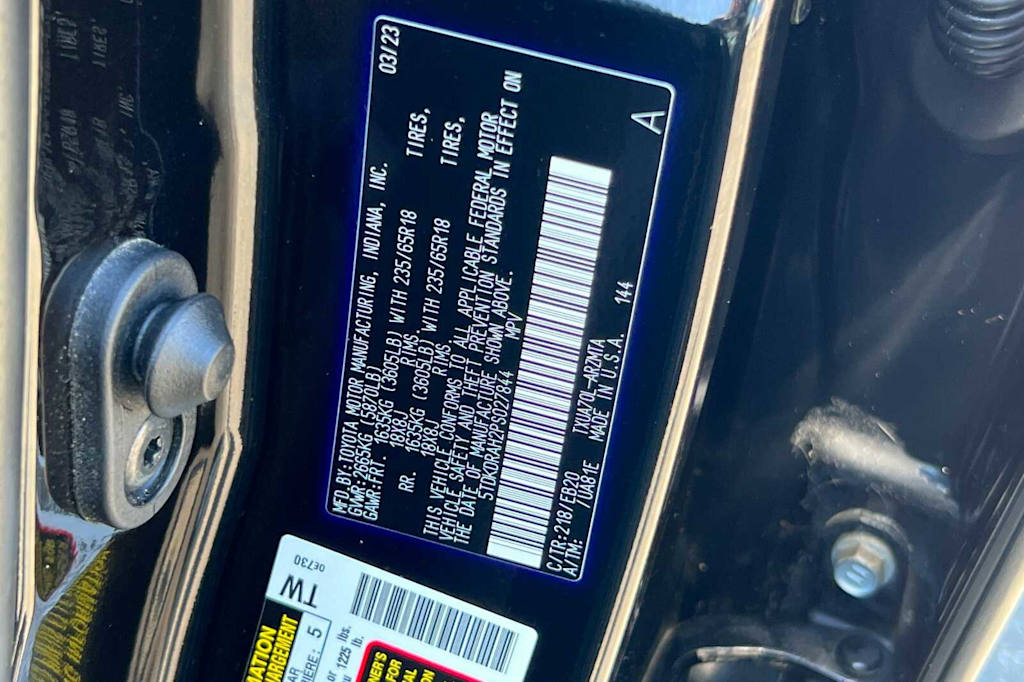 MFD.BY:TOYOTA MOTOR MANUFACTURING, INDIANA, INC. 03/23
GVWR:2665KG (5870LB)
GAWR:FRT. 1635KG (3605LB) WITH 235/65R18 TIRES,
18X8J RIMS,
RR. 1635KG (3605LB) WITH 235/65R18 TIRES,
18X8J RIMS.
THIS VEHICLE CONFORMS TO ALL APPLICABLE FEDERAL MOTOR
VEHICLE SAFETY AND THEFT PREVENTION STANDARDS IN EFFECT ON
THE DATE OF MANUFACTURE SHOWN ABOVE.
5TDKDRAH2PS027844 MPV
C/TR:218/FB20 TXUA70L-ARZMTA 144 A
A/TM: /UA81E MADE IN U.S.A.
TW
0E730
5
1225 lb.